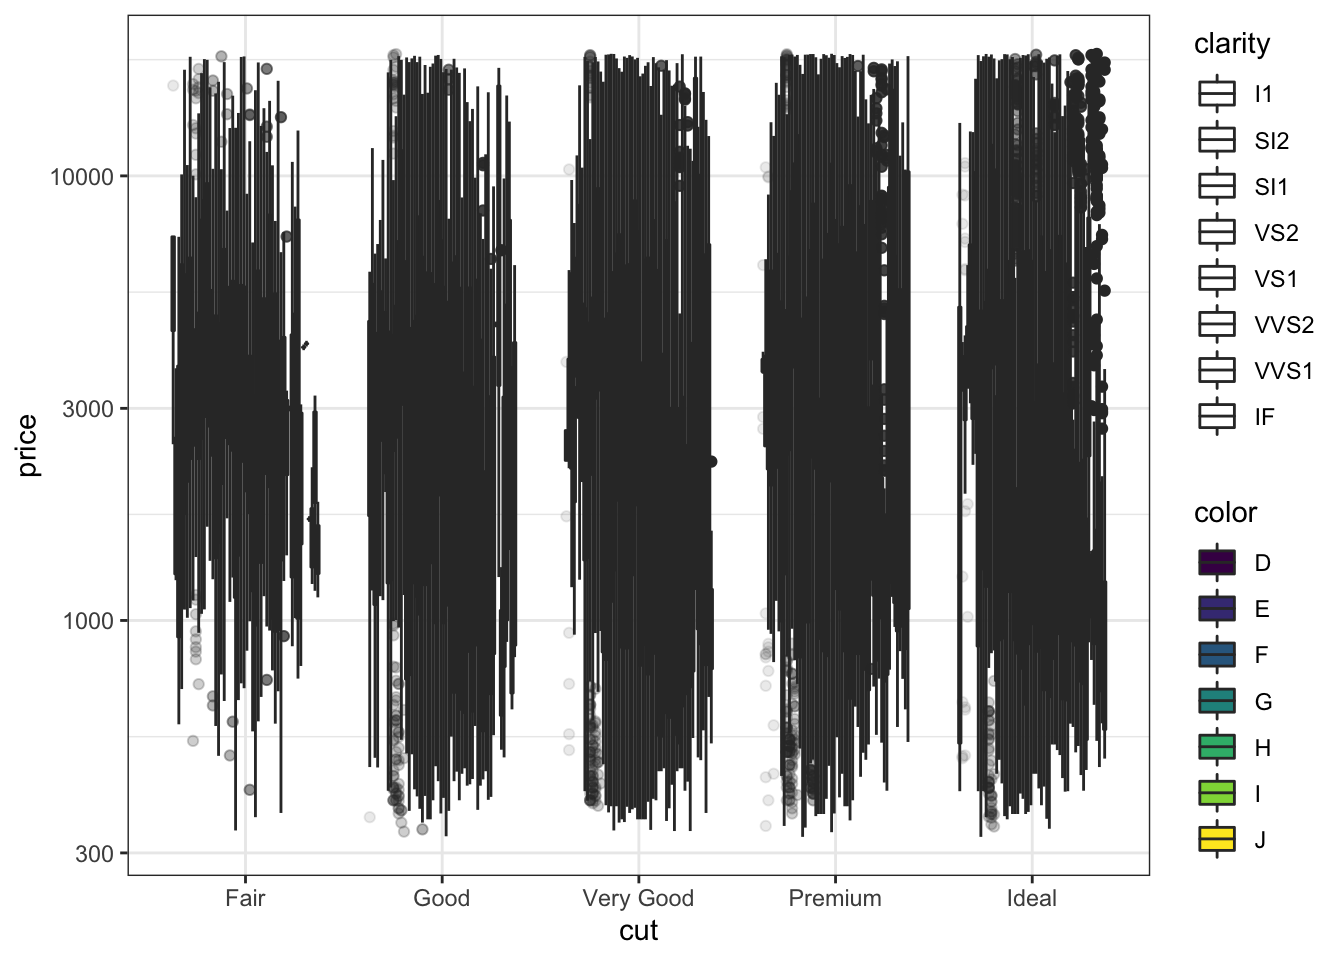 clarity
I1
SI2
SI1
VS2
VS1
VVS2
VVS1
IF
color
D
E
F
G
H
I
J
price
10000
3000
1000
300
Fair Good Very Good Premium Ideal
cut